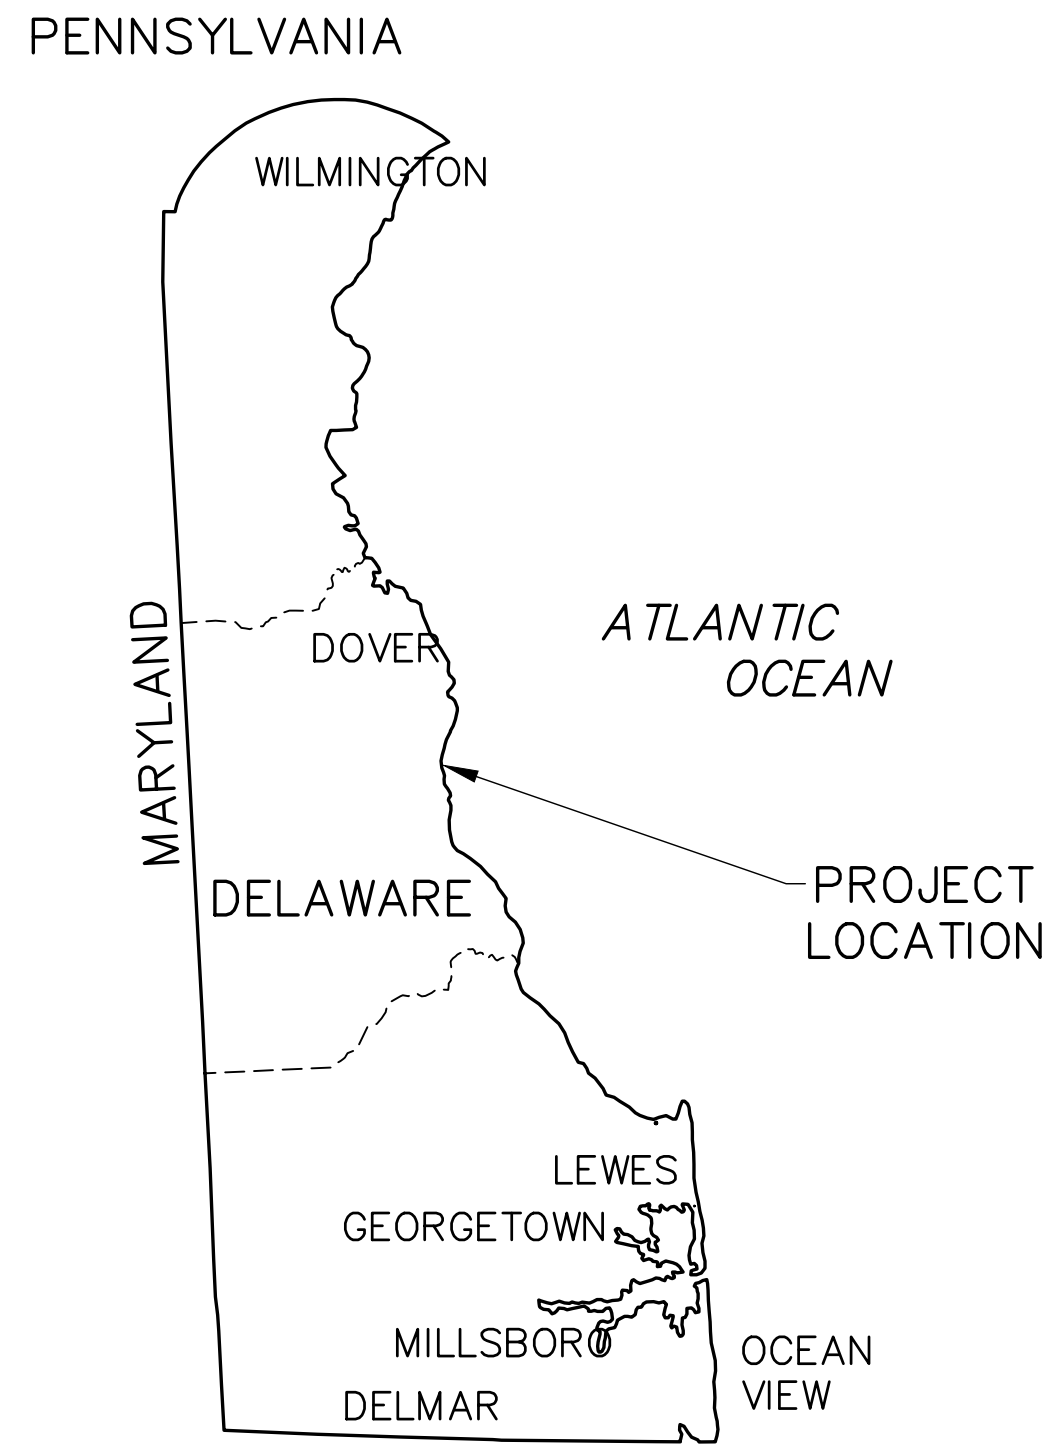 PENNSYLVANIA
WILMINGTON
MARYLAND
DOVER
ATLANTIC
OCEAN
DELAWARE
PROJECT
LOCATION
LEWES
GEORGETOWN
MILLSBORO
OCEAN
VIEW
DELMAR